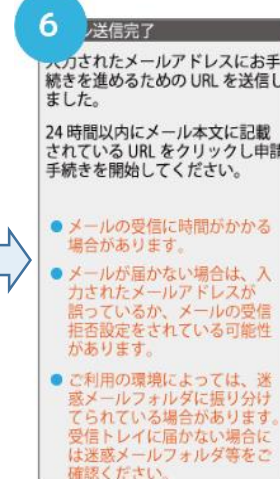 6
ル送信完了
入力されたメールアドレスにお手
続きを進めるための URL を送信し
ました。
24 時間以内にメール本文に記載
されている URL をクリックし申請
手続きを開始してください。
● メールの受信に時間がかかる
場合があります。
● メールが届かない場合は、入
力されたメールアドレスが
誤っているか、メールの受信
拒否設定をされている可能性
があります。
● ご利用の環境によっては、迷
惑メールフォルダに振り分け
てられている場合があります。
受信トレイに届かない場合に
は迷惑メールフォルダ等をご
確認ください。